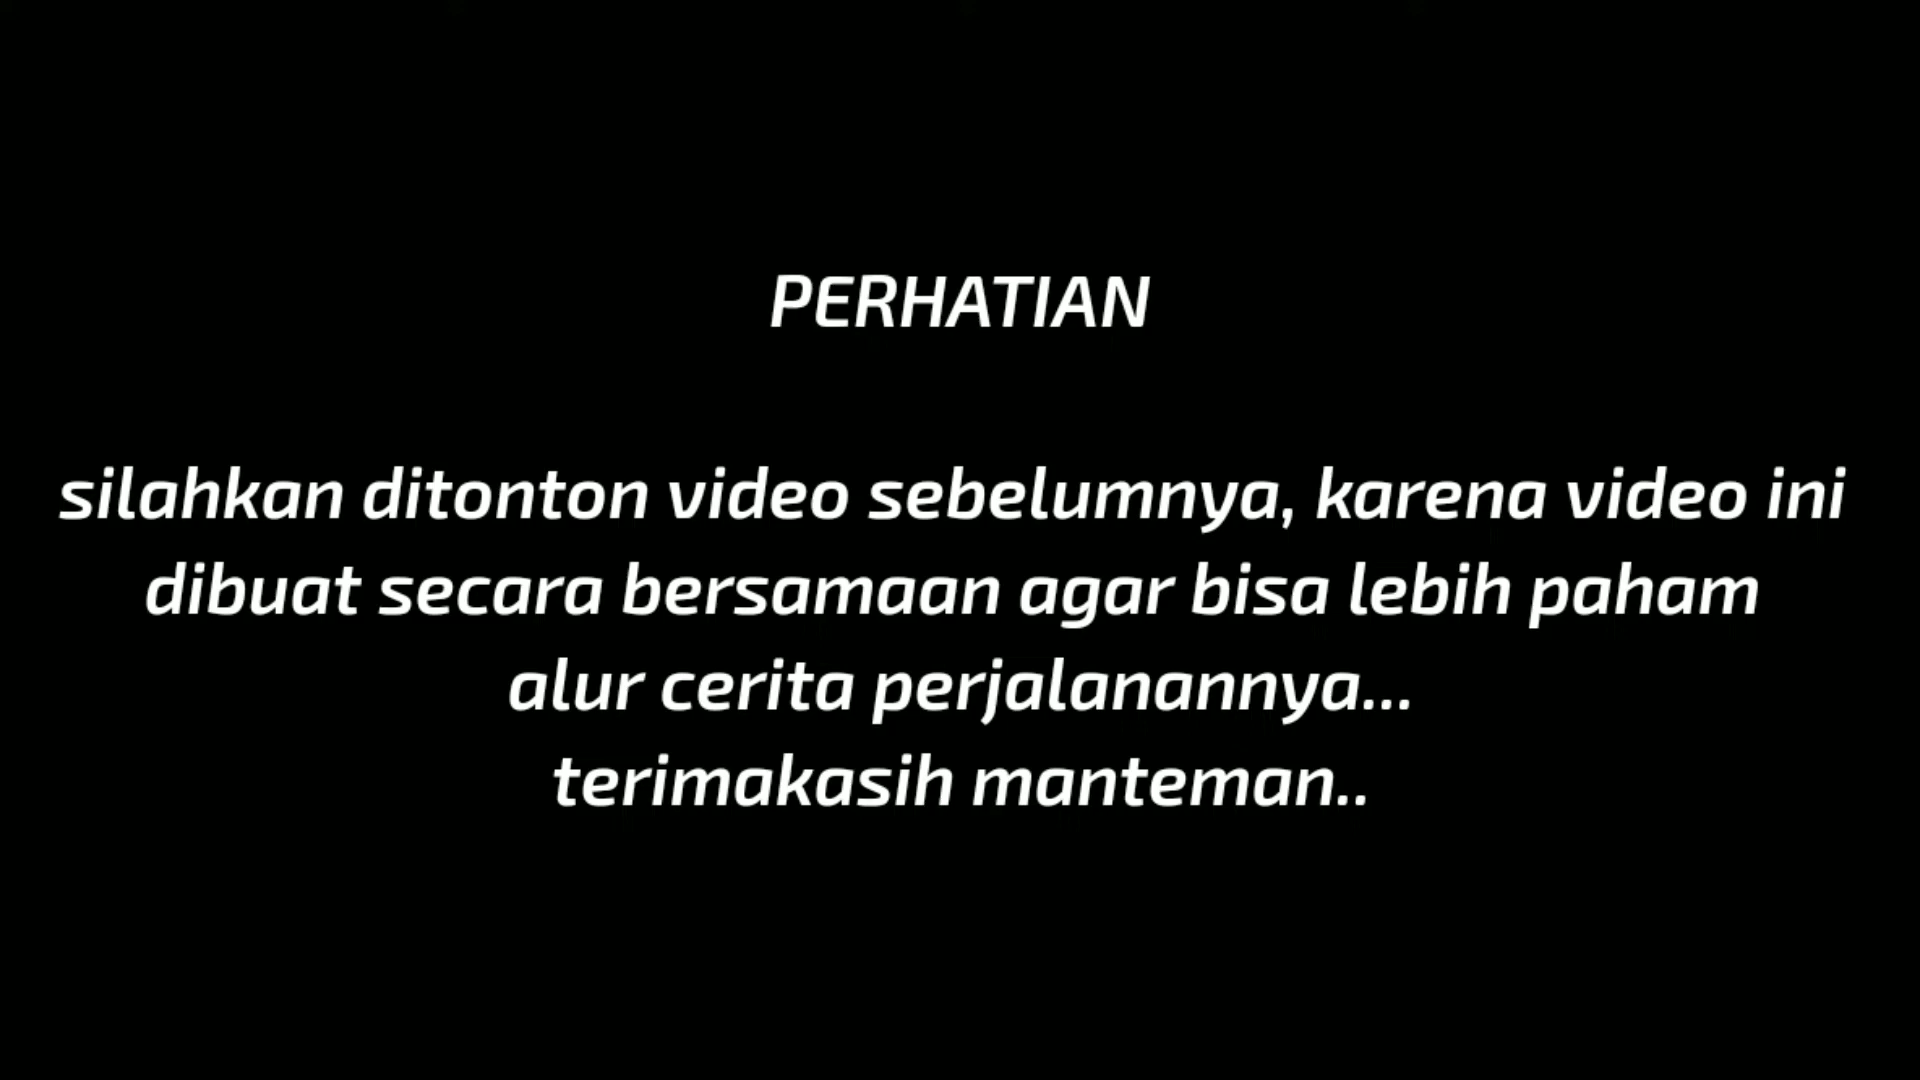 PERHATIAN
silahkan ditonton video sebelumnya, karena video ini
dibuat secara bersamaan agar bisa lebih paham
alur cerita perjalanannya...
terimakasih manteman..